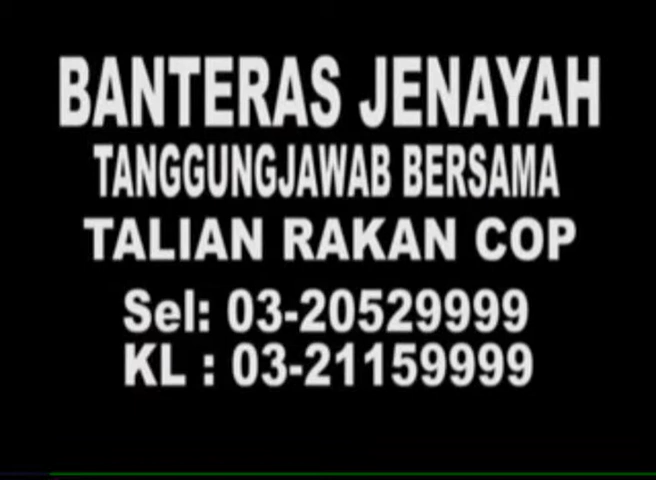 BANTERAS JENAYAH
TANGGUNGJAWAB BERSAMA
TALIAN RAKAN COP
Sel: 03-20529999
KL : 03-21159999